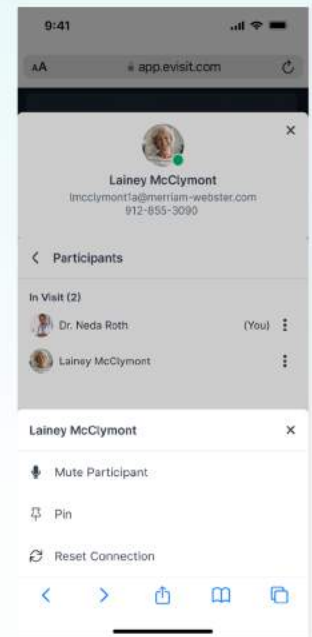 9:41
AA app.evisit.com
Lainey McClymont
lmcclymont1a@merriam-webster.com
912-855-3090
Participants
In Visit (2)
Dr. Neda Roth (You)
Lainey McClymont
Lainey McClymont
Mute Participant
Pin
Reset Connection